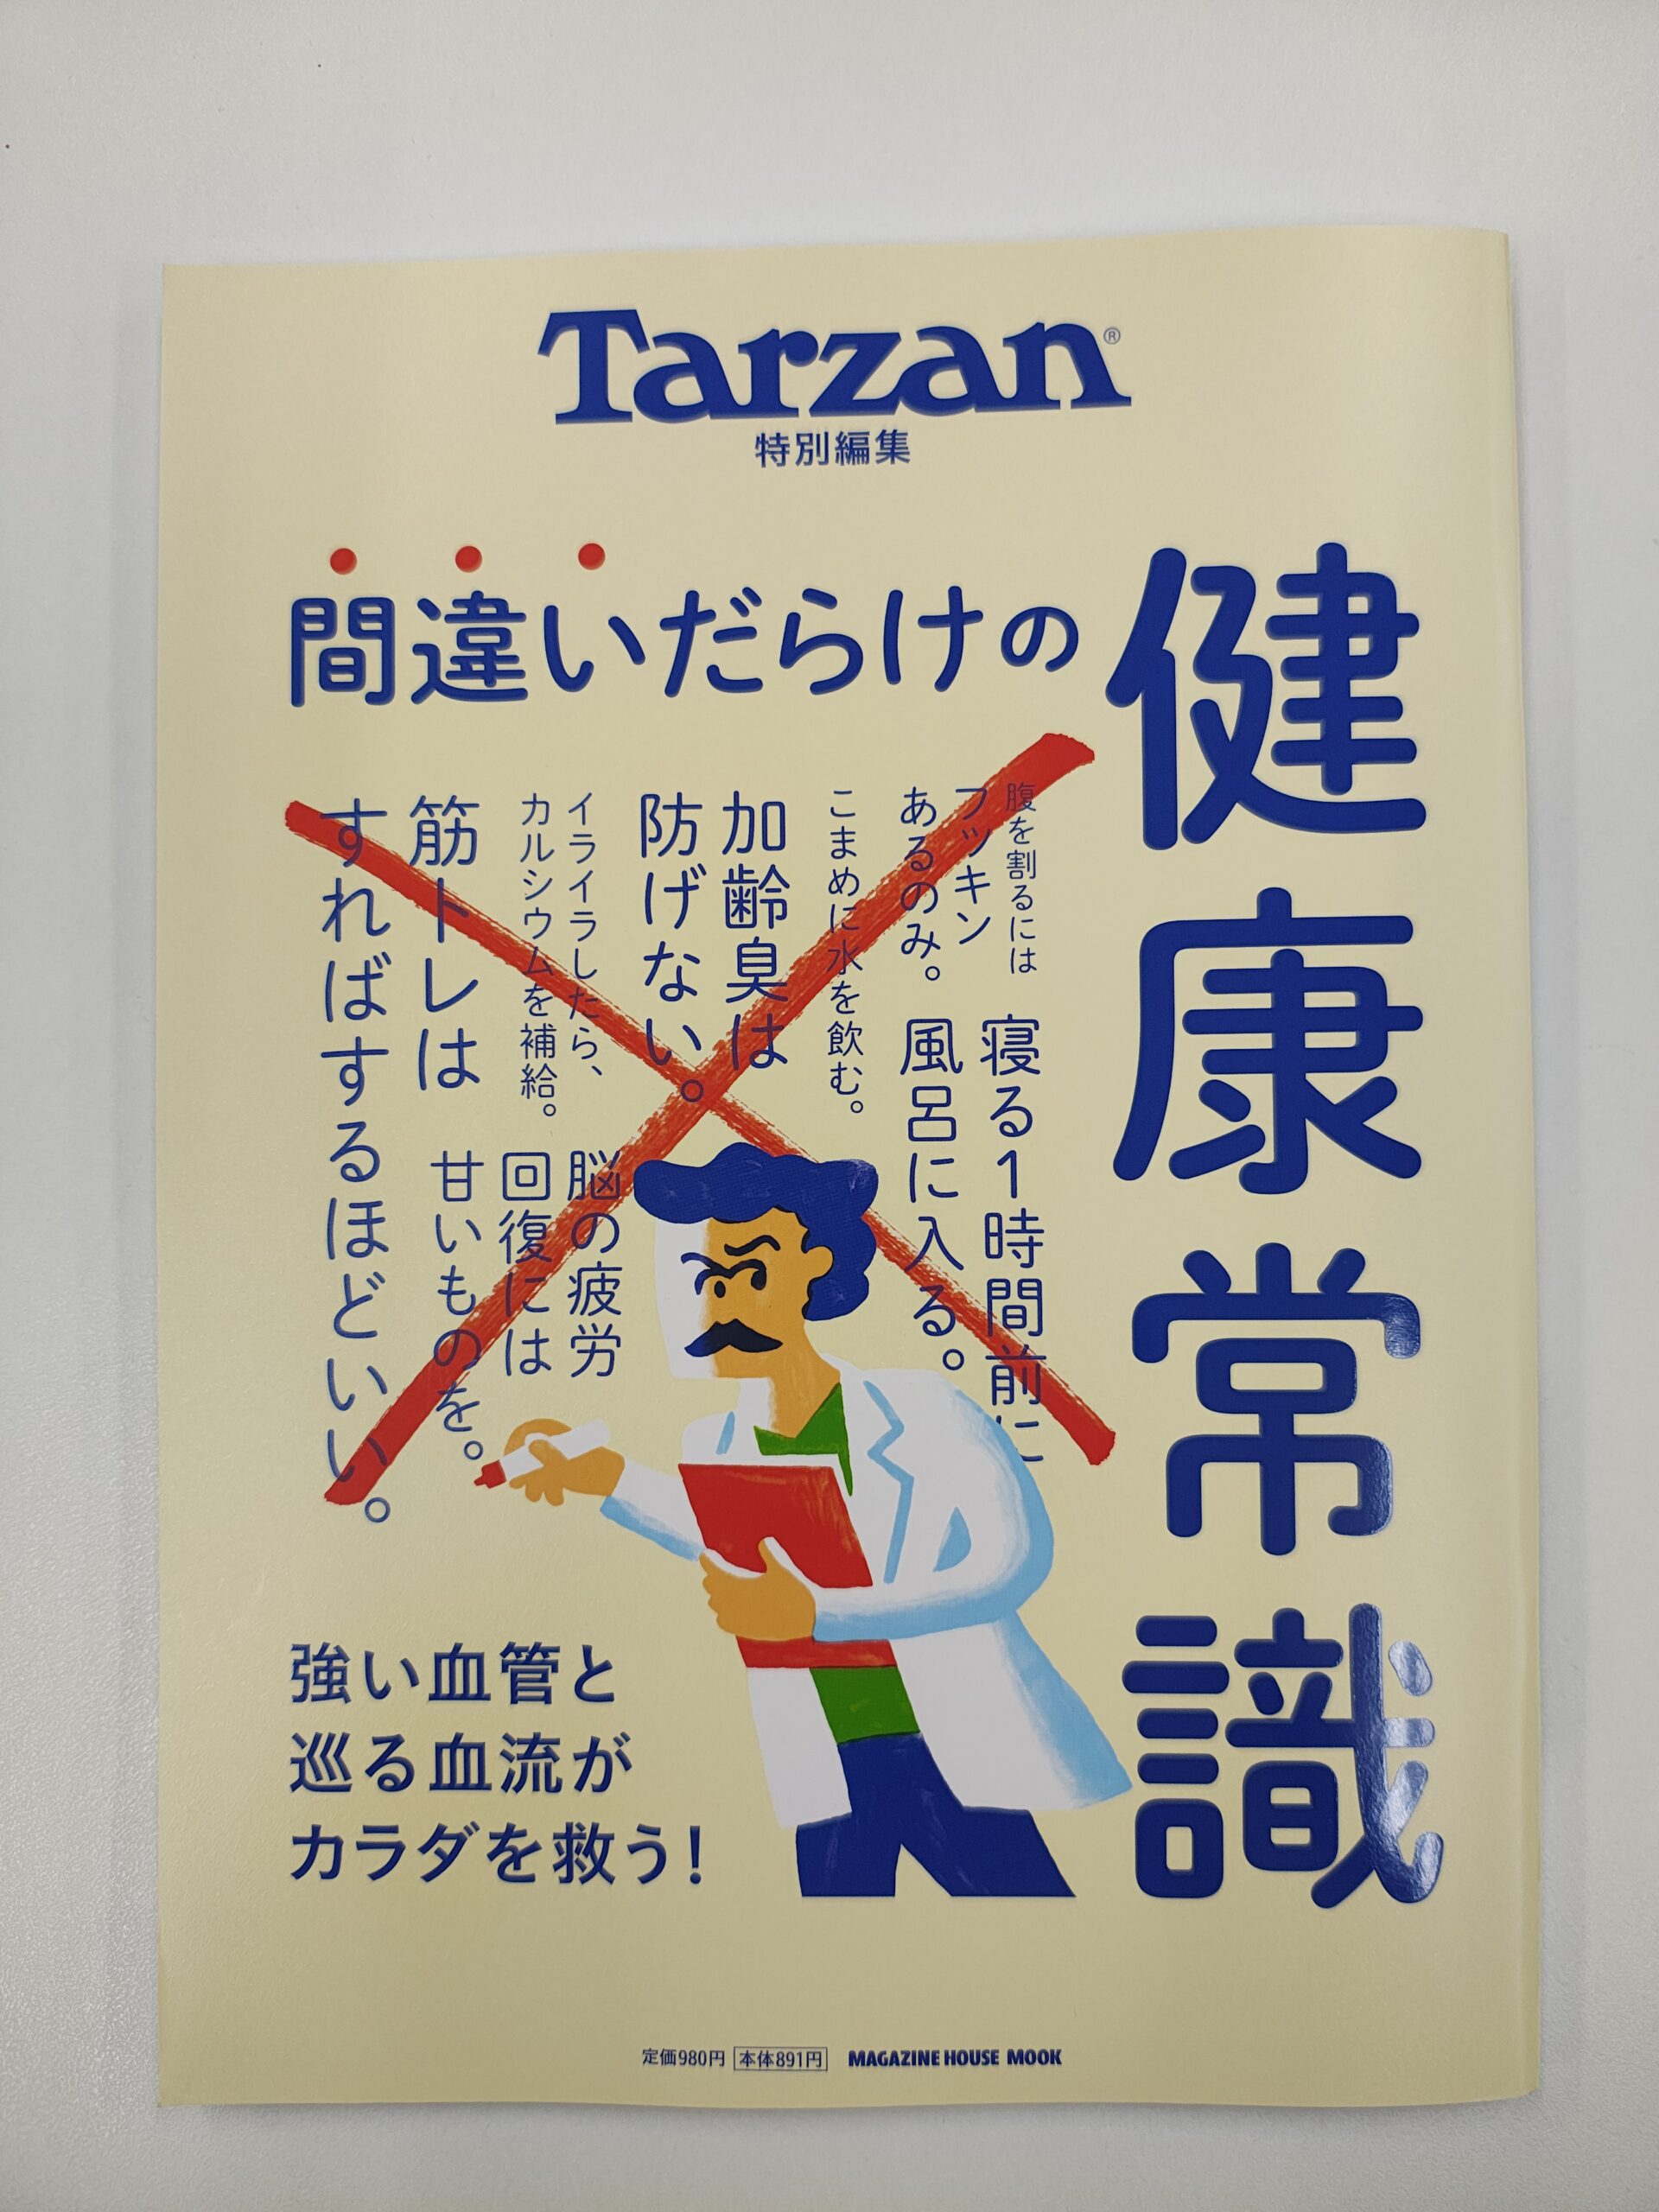 Tarzan®
特別編集
間違いだらけの
健康常識
腹を割るには
フッキン
あるのみ。
寝る1時間前に
風呂に入る。
こまめに水を飲む。
加齢臭は
防げない。
イライラしたら、
カルシウムを補給。
脳の疲労
回復には
甘いものを。
筋トレは
すればするほどいい。
強い血管と
巡る血流が
カラダを救う!
定価980円 本体891円 MAGAZINE HOUSE MOOK